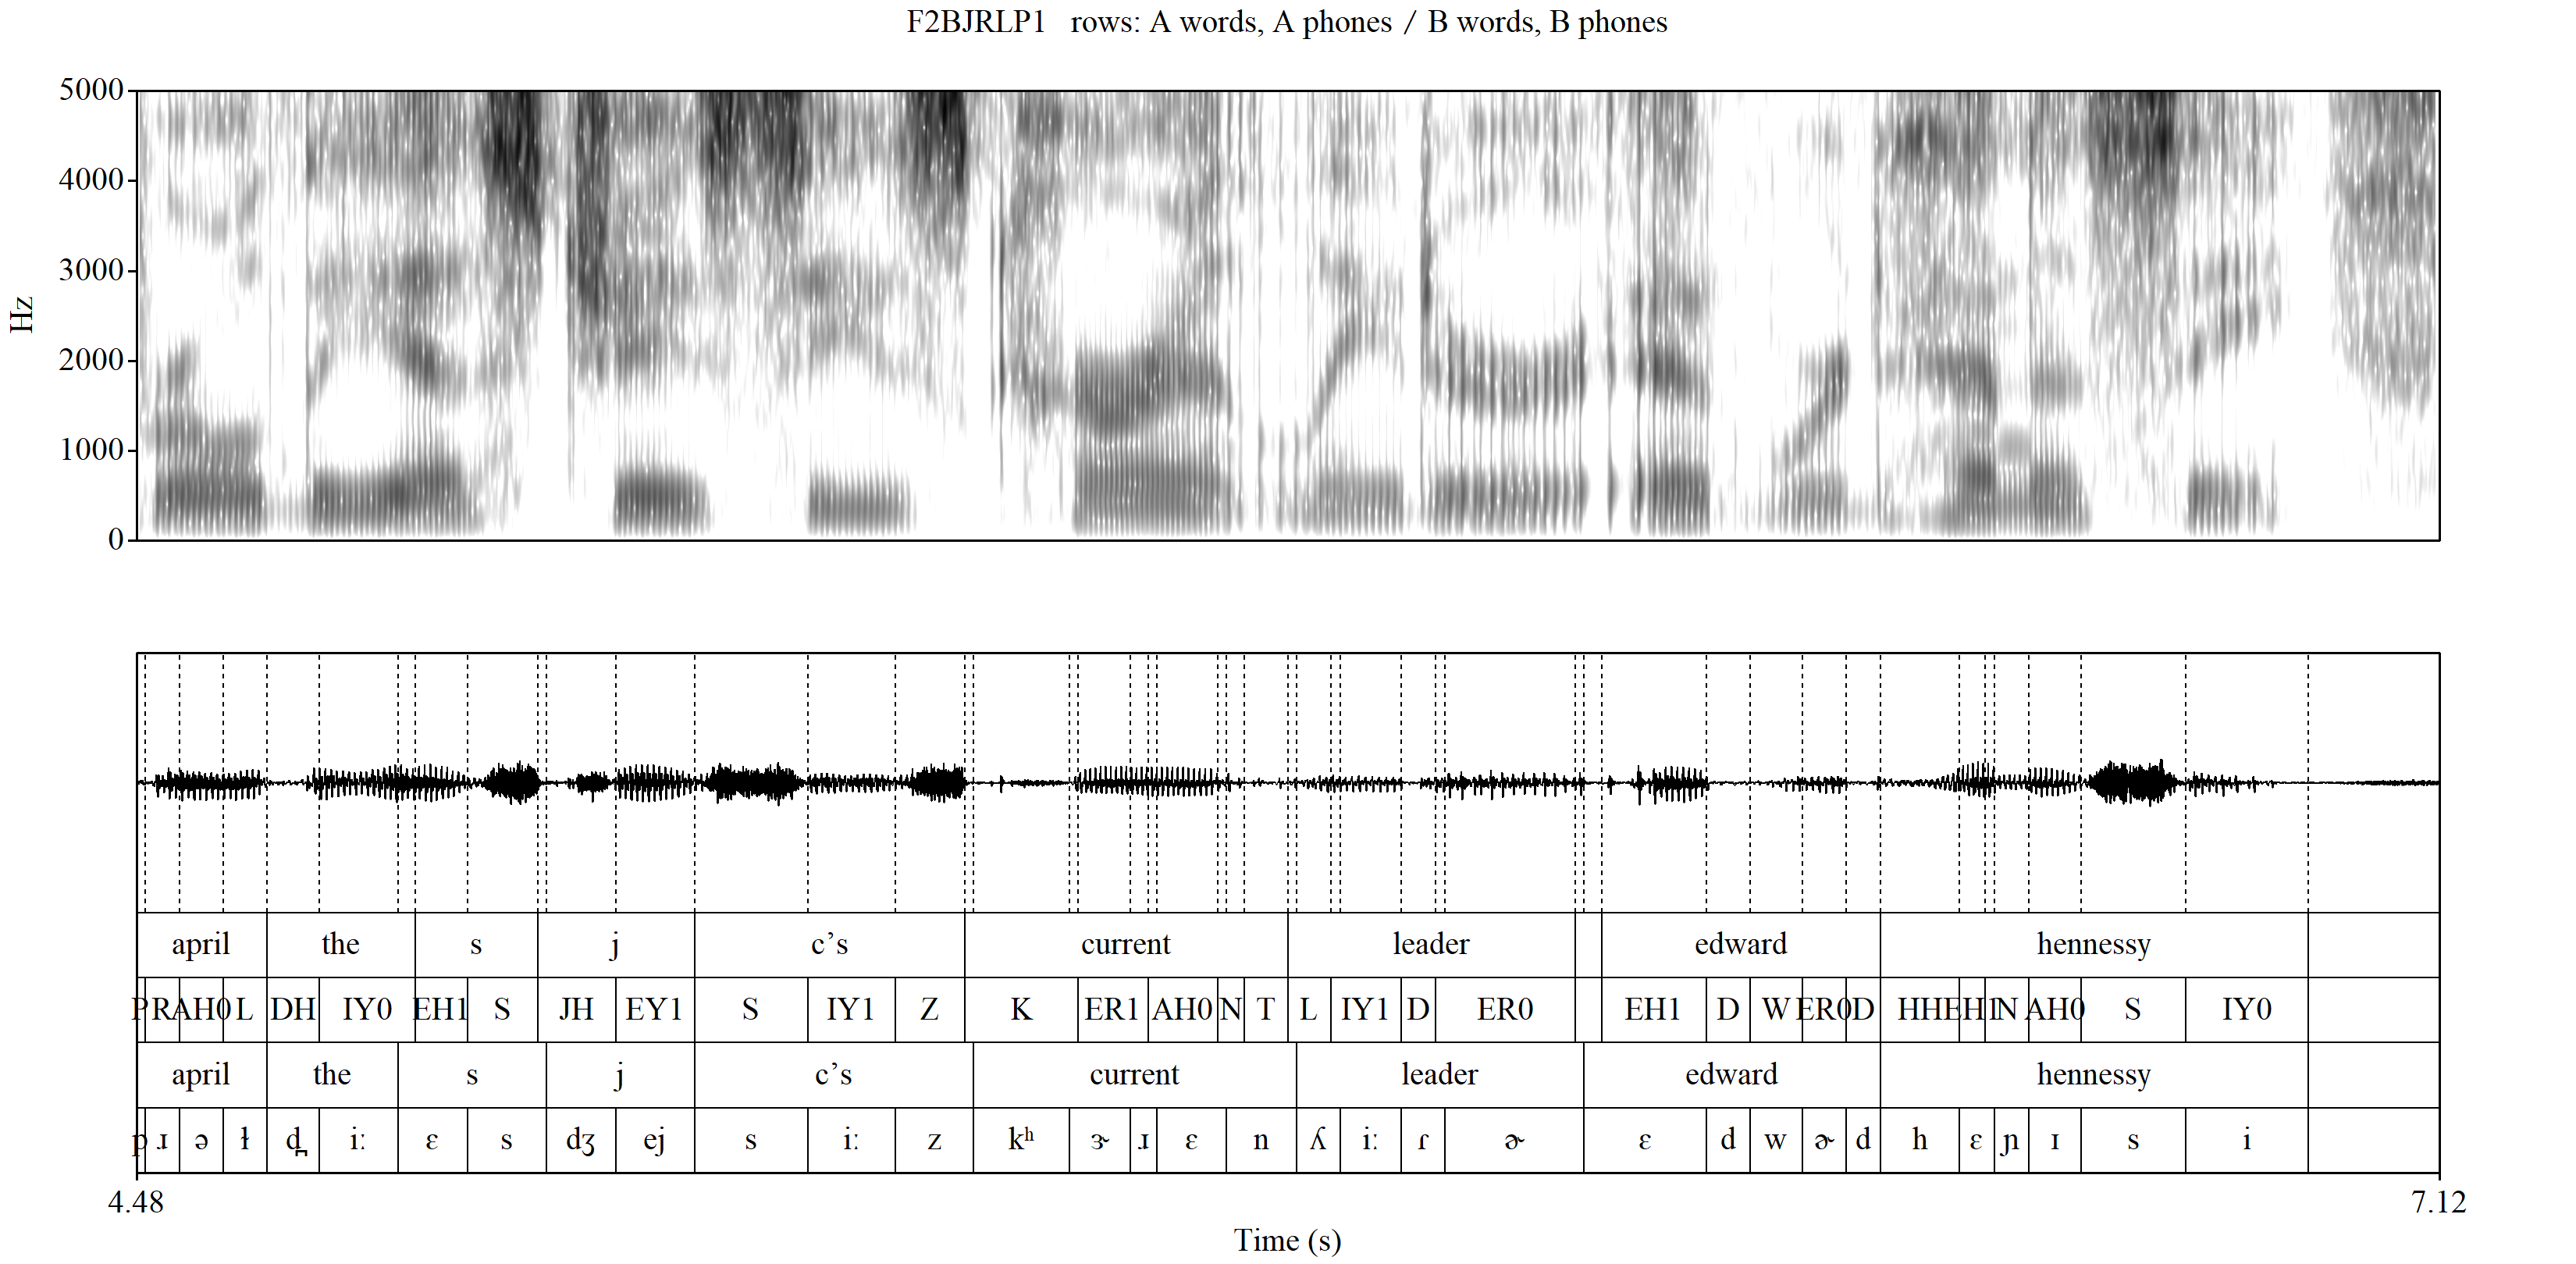 F2BJRLP1 rows: A words, A phones / B words, B phones
5000
4000
3000
2000
1000
0
Hz
april the s j c’s current leader edward hennessy
P R AH0 L DH IY0 EH1 S JH EY1 S IY1 Z K ER1 AH0 N T L IY1 D ER0 EH1 D W ER0 D HH EH1 N AH0 S IY0
april the s j c’s current leader edward hennessy
p ɹ ə ɫ d̪ iː ɛ s dʒ ej s iː z kʰ ɝ ɹ ɛ n ʎ iː ɾ ɚ ɛ d w ɚ d h ɛ ɲ ɪ s i
4.48 7.12
Time (s)